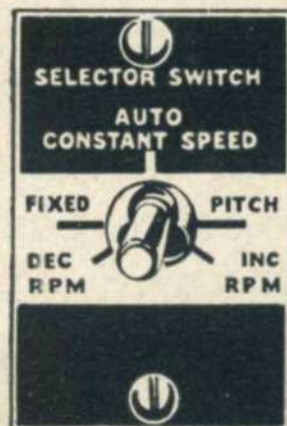 SELECTOR SWITCH
AUTO
CONSTANT SPEED
FIXED PITCH
DEC INC
RPM RPM